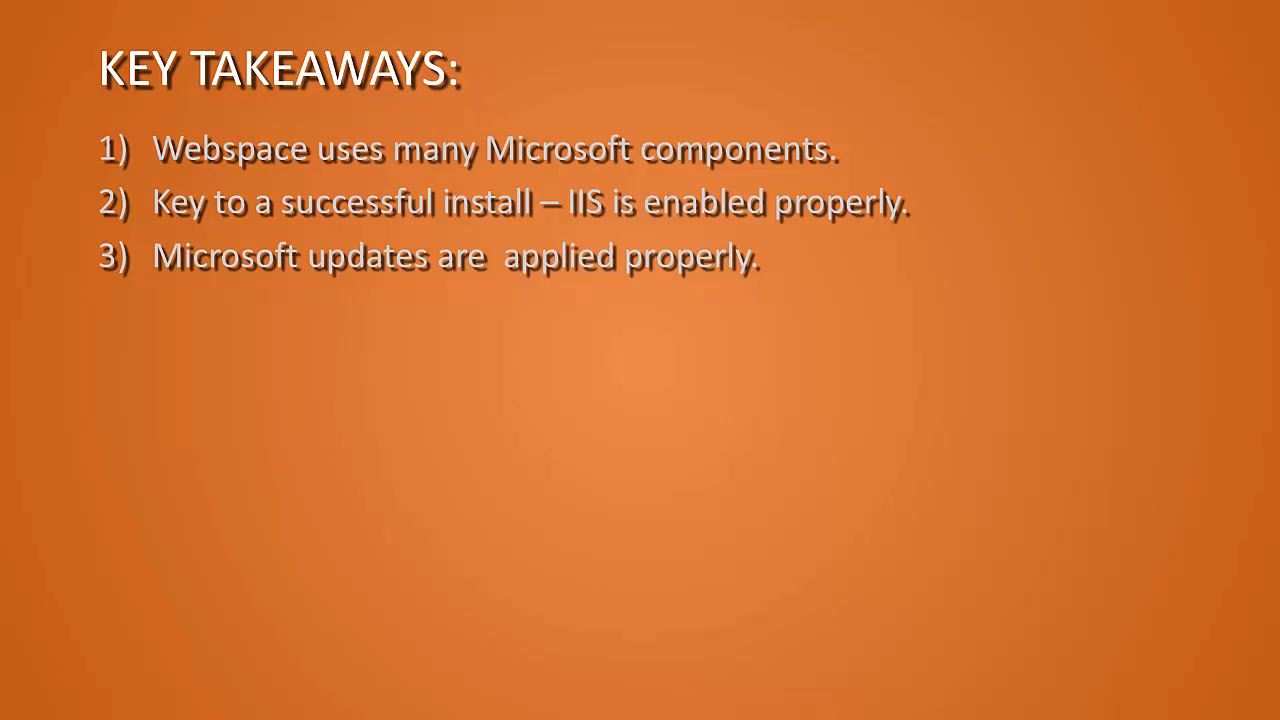 KEY TAKEAWAYS:
1) Webspace uses many Microsoft components.
2) Key to a successful install – IIS is enabled properly.
3) Microsoft updates are  applied properly.